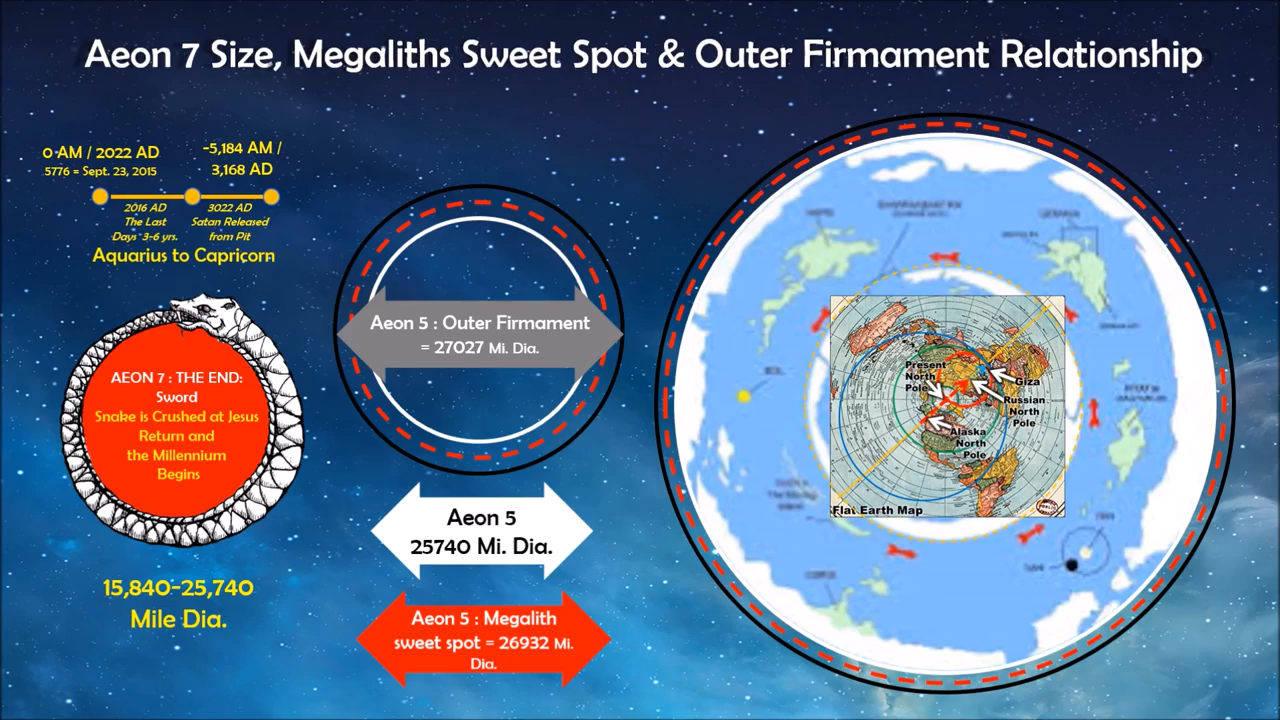 Aeon 7 Size, Megaliths Sweet Spot & Outer Firmament Relationship
0 AM / 2022 AD
5776 = Sept. 23, 2015
-5,184 AM /
3,168 AD
2016 AD
The Last
Days~3-6 yrs.
3022 AD
Satan Released
from Pit
Aquarius to Capricorn
AEON 7 : THE END:
Sword
Snake is Crushed at Jesus
Return and
the Millennium
Begins
15,840-25,740
Mile Dia.
Aeon 5 : Outer Firmament
= 27027 Mi. Dia.
Aeon 5
25740 Mi. Dia.
Aeon 5 : Megalith
sweet spot = 26932 Mi.
Dia.
Present
North
Pole
Giza
Russian
North
Pole
Alaska
North
Pole
Flat Earth Map